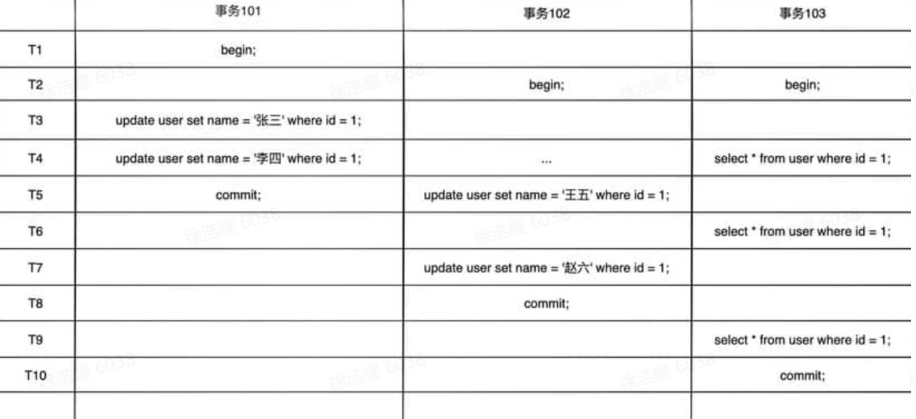 事务101 事务102 事务103
T1 begin;
T2 begin; begin;
T3 update user set name = '张三' where id = 1;
T4 update user set name = '李四' where id = 1; ... select * from user where id = 1;
T5 commit; update user set name = '王五' where id = 1;
T6 select * from user where id = 1;
T7 update user set name = '赵六' where id = 1;
T8 commit;
T9 select * from user where id = 1;
T10 commit;
徐浩耀 6038